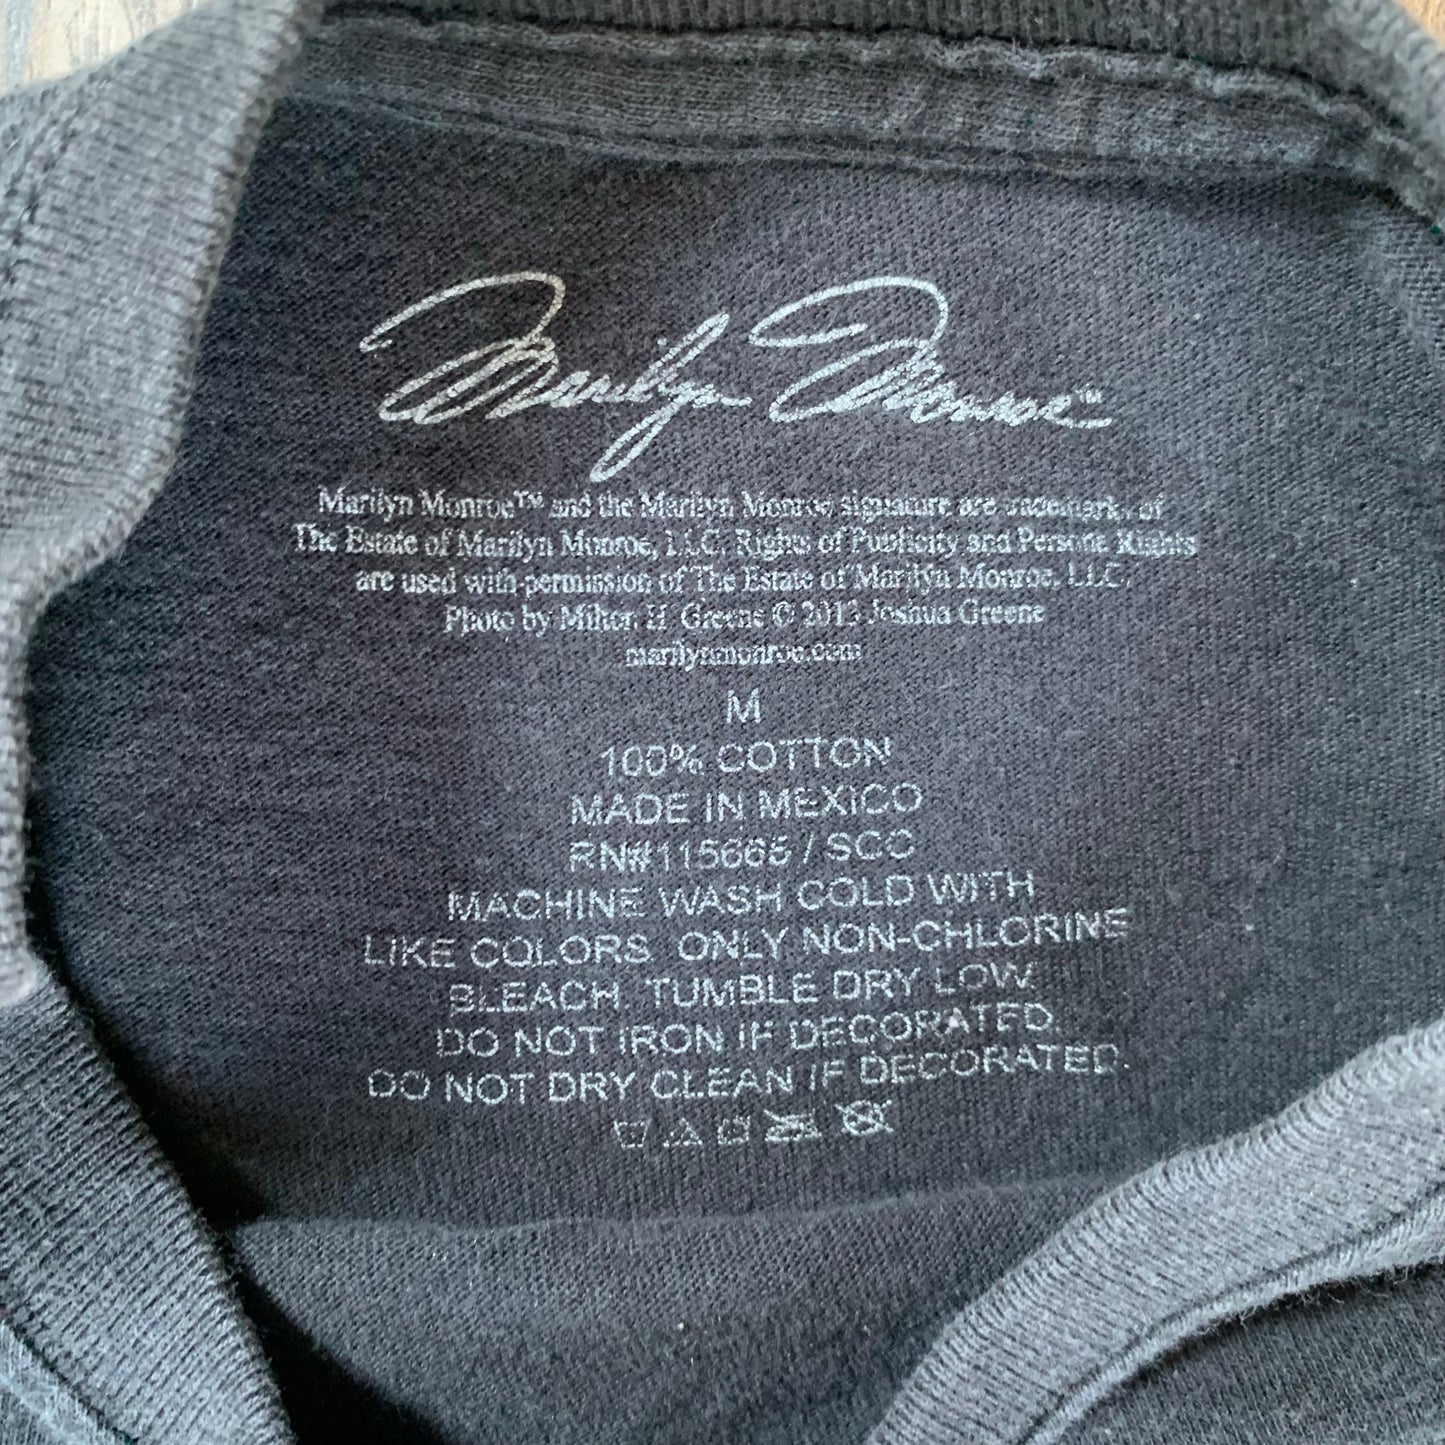 Marilyn Monroe™
Marilyn Monroe™ and the Marilyn Monroe signature are trademarks of
The Estate of Marilyn Monroe, LLC. Rights of Publicity and Persona Rights
are used with permission of The Estate of Marilyn Monroe, LLC.
Photo by Milton H. Greene © 2013 Joshua Greene
marilynmonroe.com
M
100% COTTON
MADE IN MEXICO
RN#115665 / SCC
MACHINE WASH COLD WITH
LIKE COLORS. ONLY NON-CHLORINE
BLEACH. TUMBLE DRY LOW.
DO NOT IRON IF DECORATED.
DO NOT DRY CLEAN IF DECORATED.